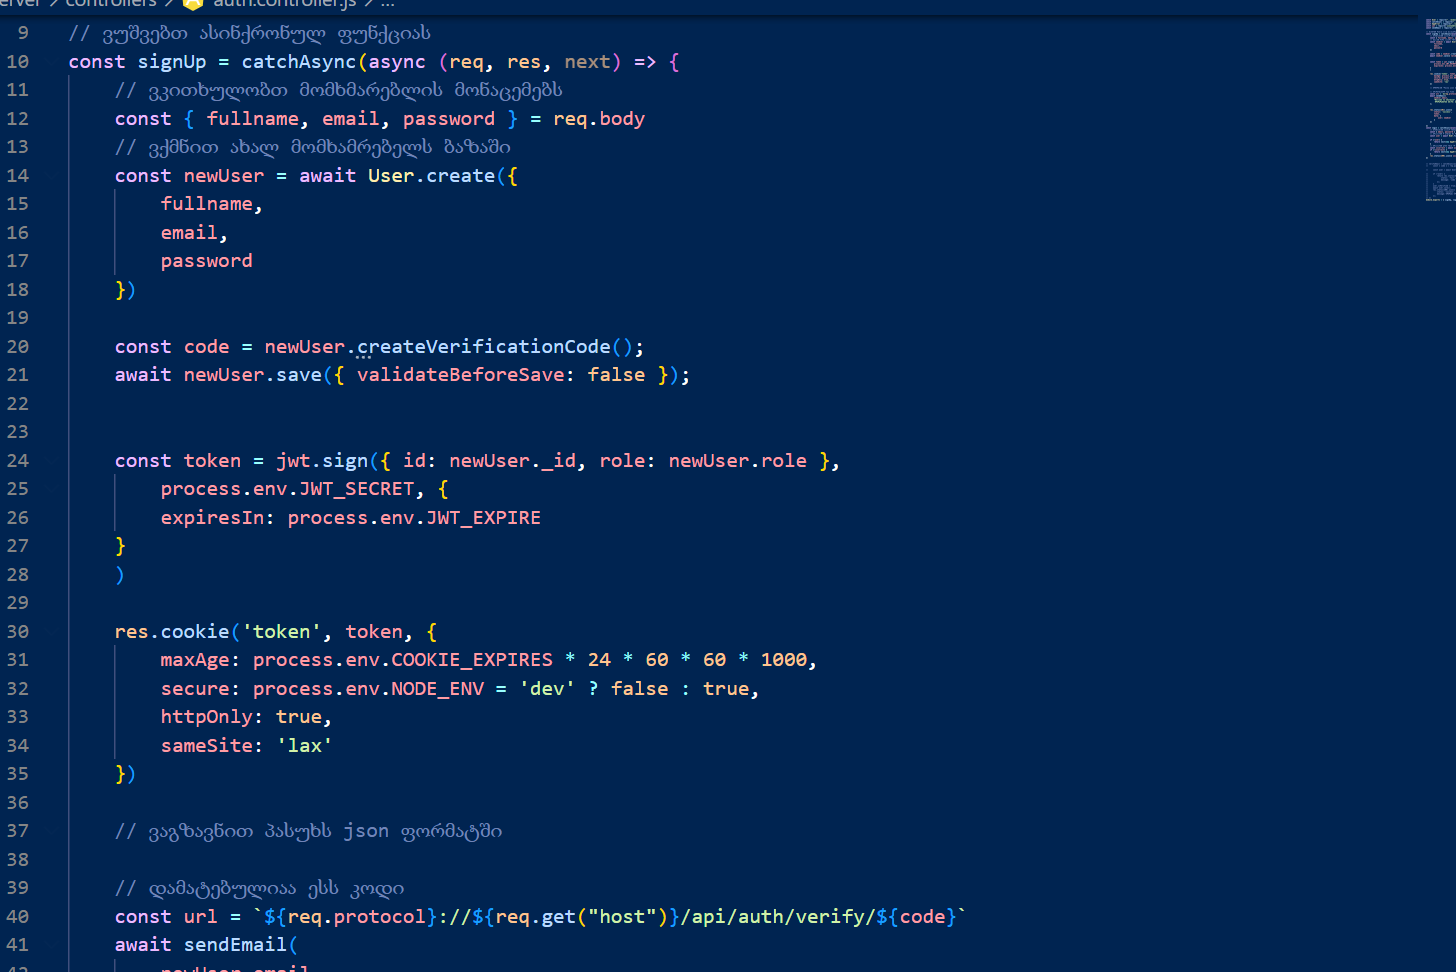 controllers > auth.controller.js > ...
9 // ვუშვებთ ასინქრონულ ფუნქციას
10 const signUp = catchAsync(async (req, res, next) => {
11 // ვკითხულობთ მომხმარებლის მონაცემებს
12 const { fullname, email, password } = req.body
13 // ვქმნით ახალ მომხამრებელს ბაზაში
14 const newUser = await User.create({
15 fullname,
16 email,
17 password
18 })
19
20 const code = newUser.createVerificationCode();
21 await newUser.save({ validateBeforeSave: false });
22
23
24 const token = jwt.sign({ id: newUser._id, role: newUser.role },
25 process.env.JWT_SECRET, {
26 expiresIn: process.env.JWT_EXPIRE
27 }
28 )
29
30 res.cookie('token', token, {
31 maxAge: process.env.COOKIE_EXPIRES * 24 * 60 * 60 * 1000,
32 secure: process.env.NODE_ENV = 'dev' ? false : true,
33 httpOnly: true,
34 sameSite: 'lax'
35 })
36
37 // ვაგზავნით პასუხს json ფორმატში
38
39 // დამატებულიაა ესს კოდი
40 const url = `${req.protocol}://${req.get("host")}/api/auth/verify/${code}`
41 await sendEmail(